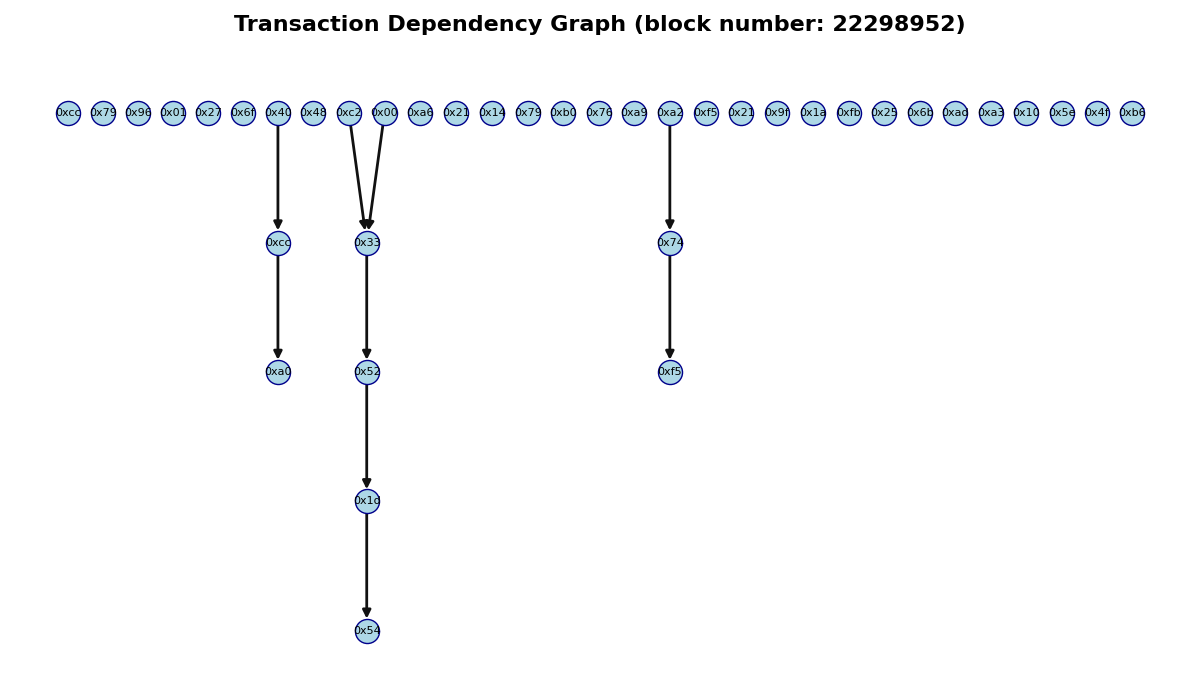 Transaction Dependency Graph (block number: 22298952)
0xcc 0x79 0x96 0x01 0x27 0x6f 0x40 0x48 0xc2 0x00 0xa6 0x21 0x14 0x79 0xb0 0x76 0xa9 0xa2 0xf5 0x21 0x9f 0x1a 0xfb 0x25 0x6b 0xad 0xa3 0x10 0x5e 0x4f 0xb6
0xcc 0x33 0x74
0xa0 0x52 0xf5
0x54